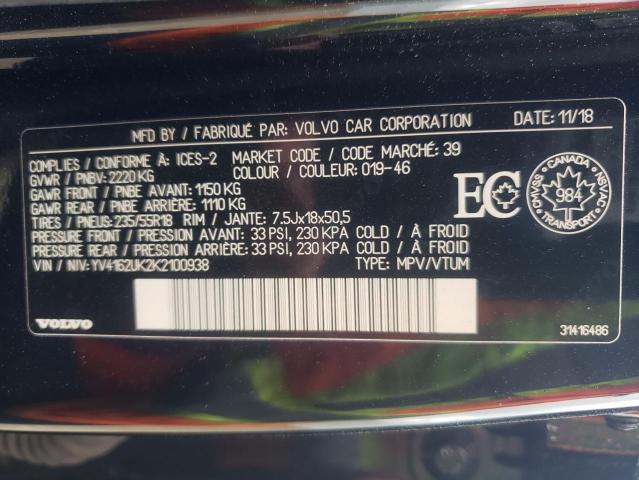 MFD BY / FABRIQUÉ PAR: VOLVO CAR CORPORATION DATE: 11/18
COMPLIES / CONFORME À: ICES-2 MARKET CODE / CODE MARCHÉ: 39
GVWR / PNBV: 2220 KG COLOUR / COULEUR: 019-46
GAWR FRONT / PNBE AVANT: 1150 KG
GAWR REAR / PNBE ARRIÈRE: 1110 KG
TIRES / PNEUS: 235/55R18 RIM / JANTE: 7.5Jx18x50,5
PRESSURE FRONT / PRESSION AVANT: 33 PSI, 230 KPA COLD / À FROID
PRESSURE REAR / PRESSION ARRIÈRE: 33 PSI, 230 KPA COLD / À FROID
VIN / NIV: YV4162UK2K2100938 TYPE: MPV/VTUM
EC
CMVSS CANADA NSVAC
984
VOLVO
31416486